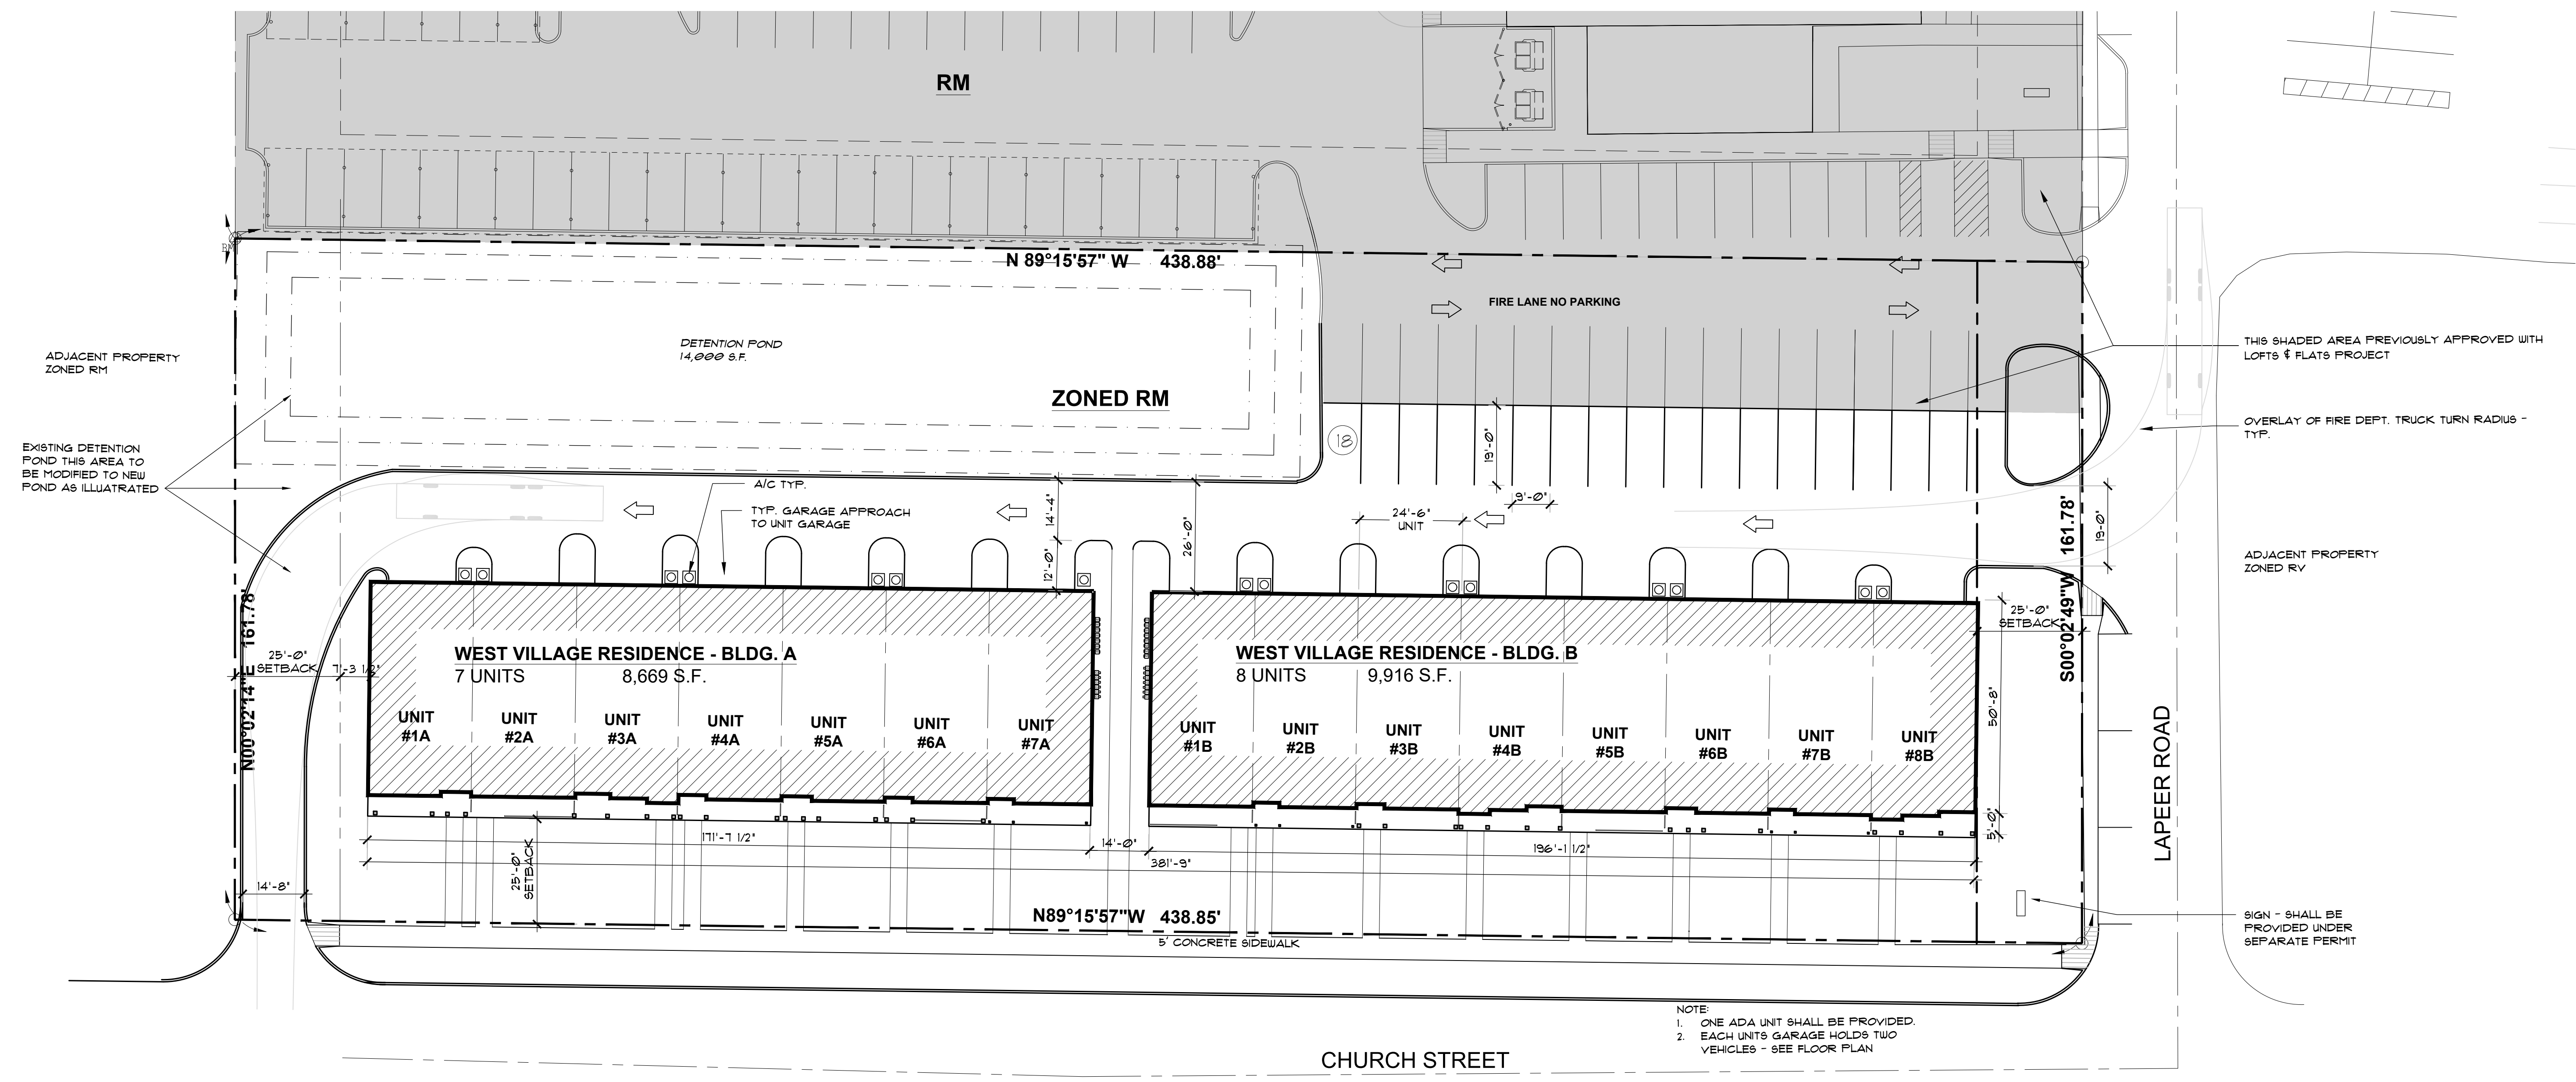 RM
BM
N 89°15'57" W 438.88'
FIRE LANE NO PARKING
DETENTION POND
14,000 S.F.
ADJACENT PROPERTY
ZONED RM
THIS SHADED AREA PREVIOUSLY APPROVED WITH
LOFTS & FLATS PROJECT
ZONED RM
OVERLAY OF FIRE DEPT. TRUCK TURN RADIUS -
TYP.
18
19'-0"
EXISTING DETENTION
POND THIS AREA TO
BE MODIFIED TO NEW
POND AS ILLUATRATED
A/C TYP.
TYP. GARAGE APPROACH
TO UNIT GARAGE
14'-4"
12'-0"
26'-0"
24'-6"
UNIT
9'-0"
S00°02'49"W 161.78'
19'-0"
ADJACENT PROPERTY
ZONED RV
N00°02'14"E 161.78'
25'-0"
SETBACK
7'-3 1/2"
WEST VILLAGE RESIDENCE - BLDG. A
7 UNITS 8,669 S.F.
WEST VILLAGE RESIDENCE - BLDG. B
8 UNITS 9,916 S.F.
25'-0"
SETBACK
50'-8"
5'-0"
UNIT
#1A
UNIT
#2A
UNIT
#3A
UNIT
#4A
UNIT
#5A
UNIT
#6A
UNIT
#7A
UNIT
#1B
UNIT
#2B
UNIT
#3B
UNIT
#4B
UNIT
#5B
UNIT
#6B
UNIT
#7B
UNIT
#8B
LAPEER ROAD
171'-7 1/2"
14'-0"
196'-1 1/2"
381'-9"
25'-0"
SETBACK
14'-8"
N89°15'57"W 438.85'
5' CONCRETE SIDEWALK
SIGN - SHALL BE
PROVIDED UNDER
SEPARATE PERMIT
NOTE:
1. ONE ADA UNIT SHALL BE PROVIDED.
2. EACH UNITS GARAGE HOLDS TWO
VEHICLES - SEE FLOOR PLAN
CHURCH STREET